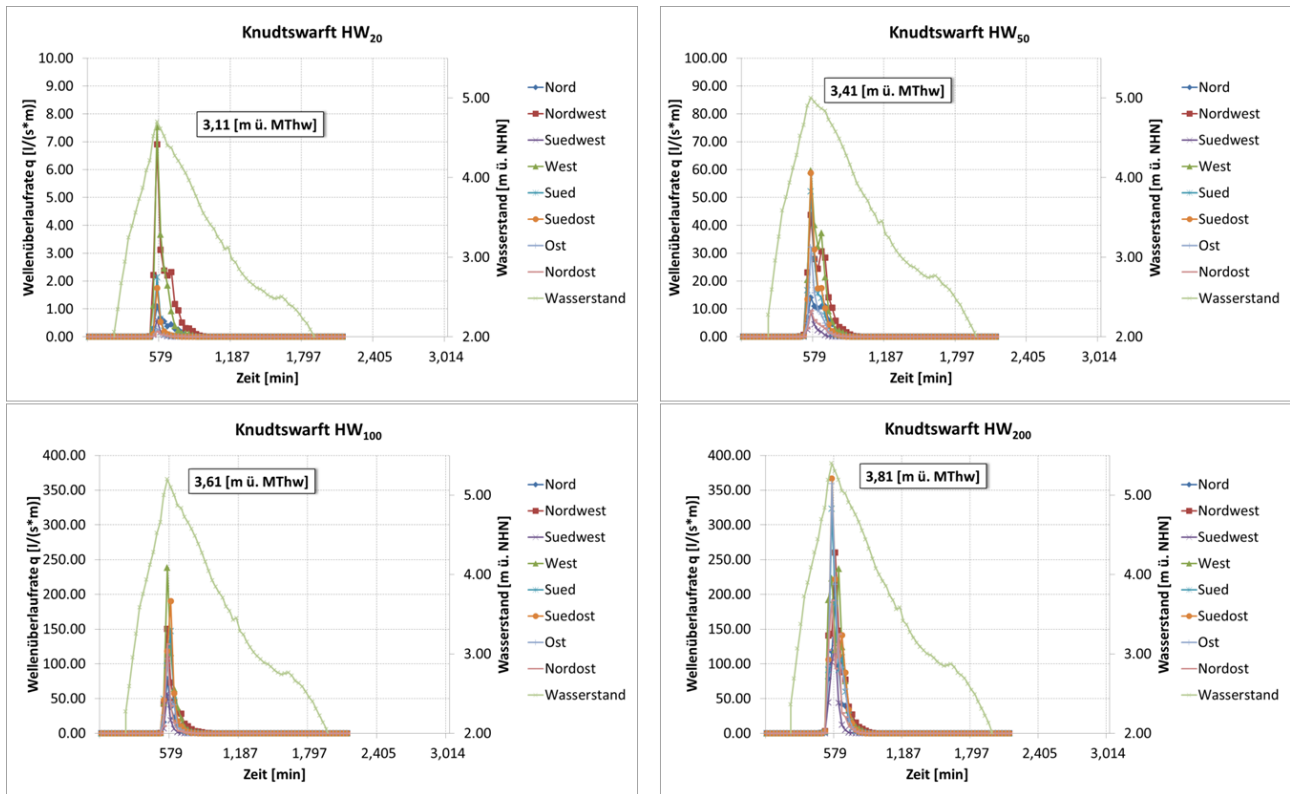 Knudtswarft HW20
3,11 [m ü. MThw]
Wellenüberlaufrate q [l/(s*m)]
10.00
9.00
8.00
7.00
6.00
5.00
4.00
3.00
2.00
1.00
0.00
579
1,187
1,797
2,405
3,014
Zeit [min]
5.00
4.00
3.00
2.00
Wasserstand [m ü. NHN]
Nord
Nordwest
Suedwest
West
Sued
Suedost
Ost
Nordost
Wasserstand
Knudtswarft HW50
3,41 [m ü. MThw]
Wellenüberlaufrate q [l/(s*m)]
100.00
90.00
80.00
70.00
60.00
50.00
40.00
30.00
20.00
10.00
0.00
579
1,187
1,797
2,405
3,014
Zeit [min]
5.00
4.00
3.00
2.00
Wasserstand [m ü. NHN]
Nord
Nordwest
Suedwest
West
Sued
Suedost
Ost
Nordost
Wasserstand
Knudtswarft HW100
3,61 [m ü. MThw]
Wellenüberlaufrate q [l/(s*m)]
400.00
350.00
300.00
250.00
200.00
150.00
100.00
50.00
0.00
579
1,187
1,797
2,405
3,014
Zeit [min]
5.00
4.00
3.00
2.00
Wasserstand [m ü. NHN]
Nord
Nordwest
Suedwest
West
Sued
Suedost
Ost
Nordost
Wasserstand
Knudtswarft HW200
3,81 [m ü. MThw]
Wellenüberlaufrate q [l/(s*m)]
400.00
350.00
300.00
250.00
200.00
150.00
100.00
50.00
0.00
579
1,187
1,797
2,405
3,014
Zeit [min]
5.00
4.00
3.00
2.00
Wasserstand [m ü. NHN]
Nord
Nordwest
Suedwest
West
Sued
Suedost
Ost
Nordost
Wasserstand